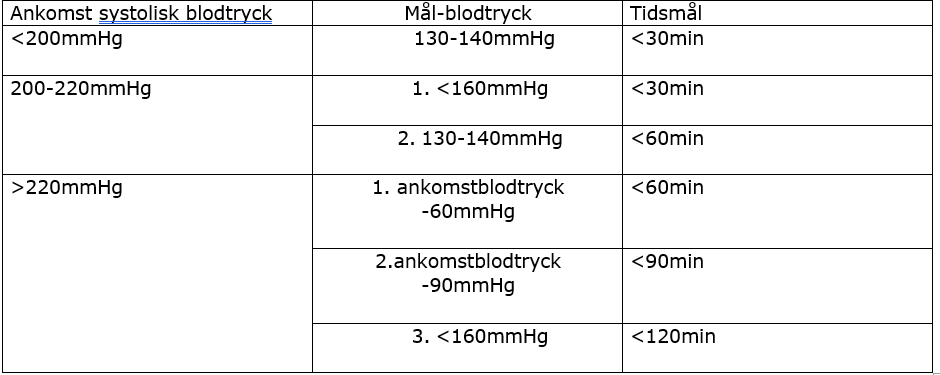 Ankomst systolisk blodtryck Mål-blodtryck Tidsmål
<200mmHg 130-140mmHg <30min
200-220mmHg 1. <160mmHg <30min
2. 130-140mmHg <60min
>220mmHg 1. ankomstblodtryck <60min
-60mmHg
2.ankomstblodtryck <90min
-90mmHg
3. <160mmHg <120min